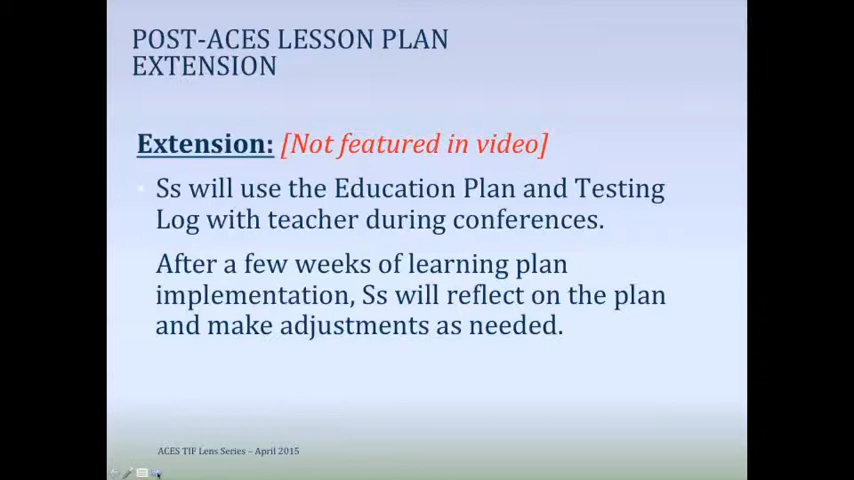 POST-ACES LESSON PLAN
EXTENSION
Extension: [Not featured in video]
Ss will use the Education Plan and Testing
Log with teacher during conferences.
After a few weeks of learning plan
implementation, Ss will reflect on the plan
and make adjustments as needed.
ACES TIF Lens Series – April 2015